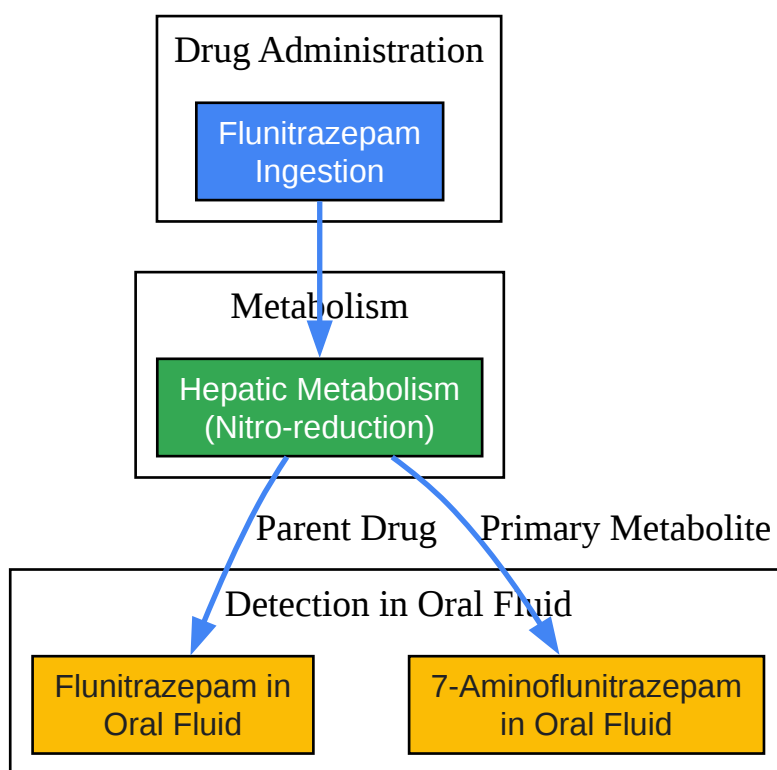 Drug Administration
Flunitrazepam
Ingestion
Metabolism
Hepatic Metabolism
(Nitro-reduction)
Parent Drug
Primary Metabolite
Detection in Oral Fluid
Flunitrazepam in
Oral Fluid
7-Aminoflunitrazepam
in Oral Fluid